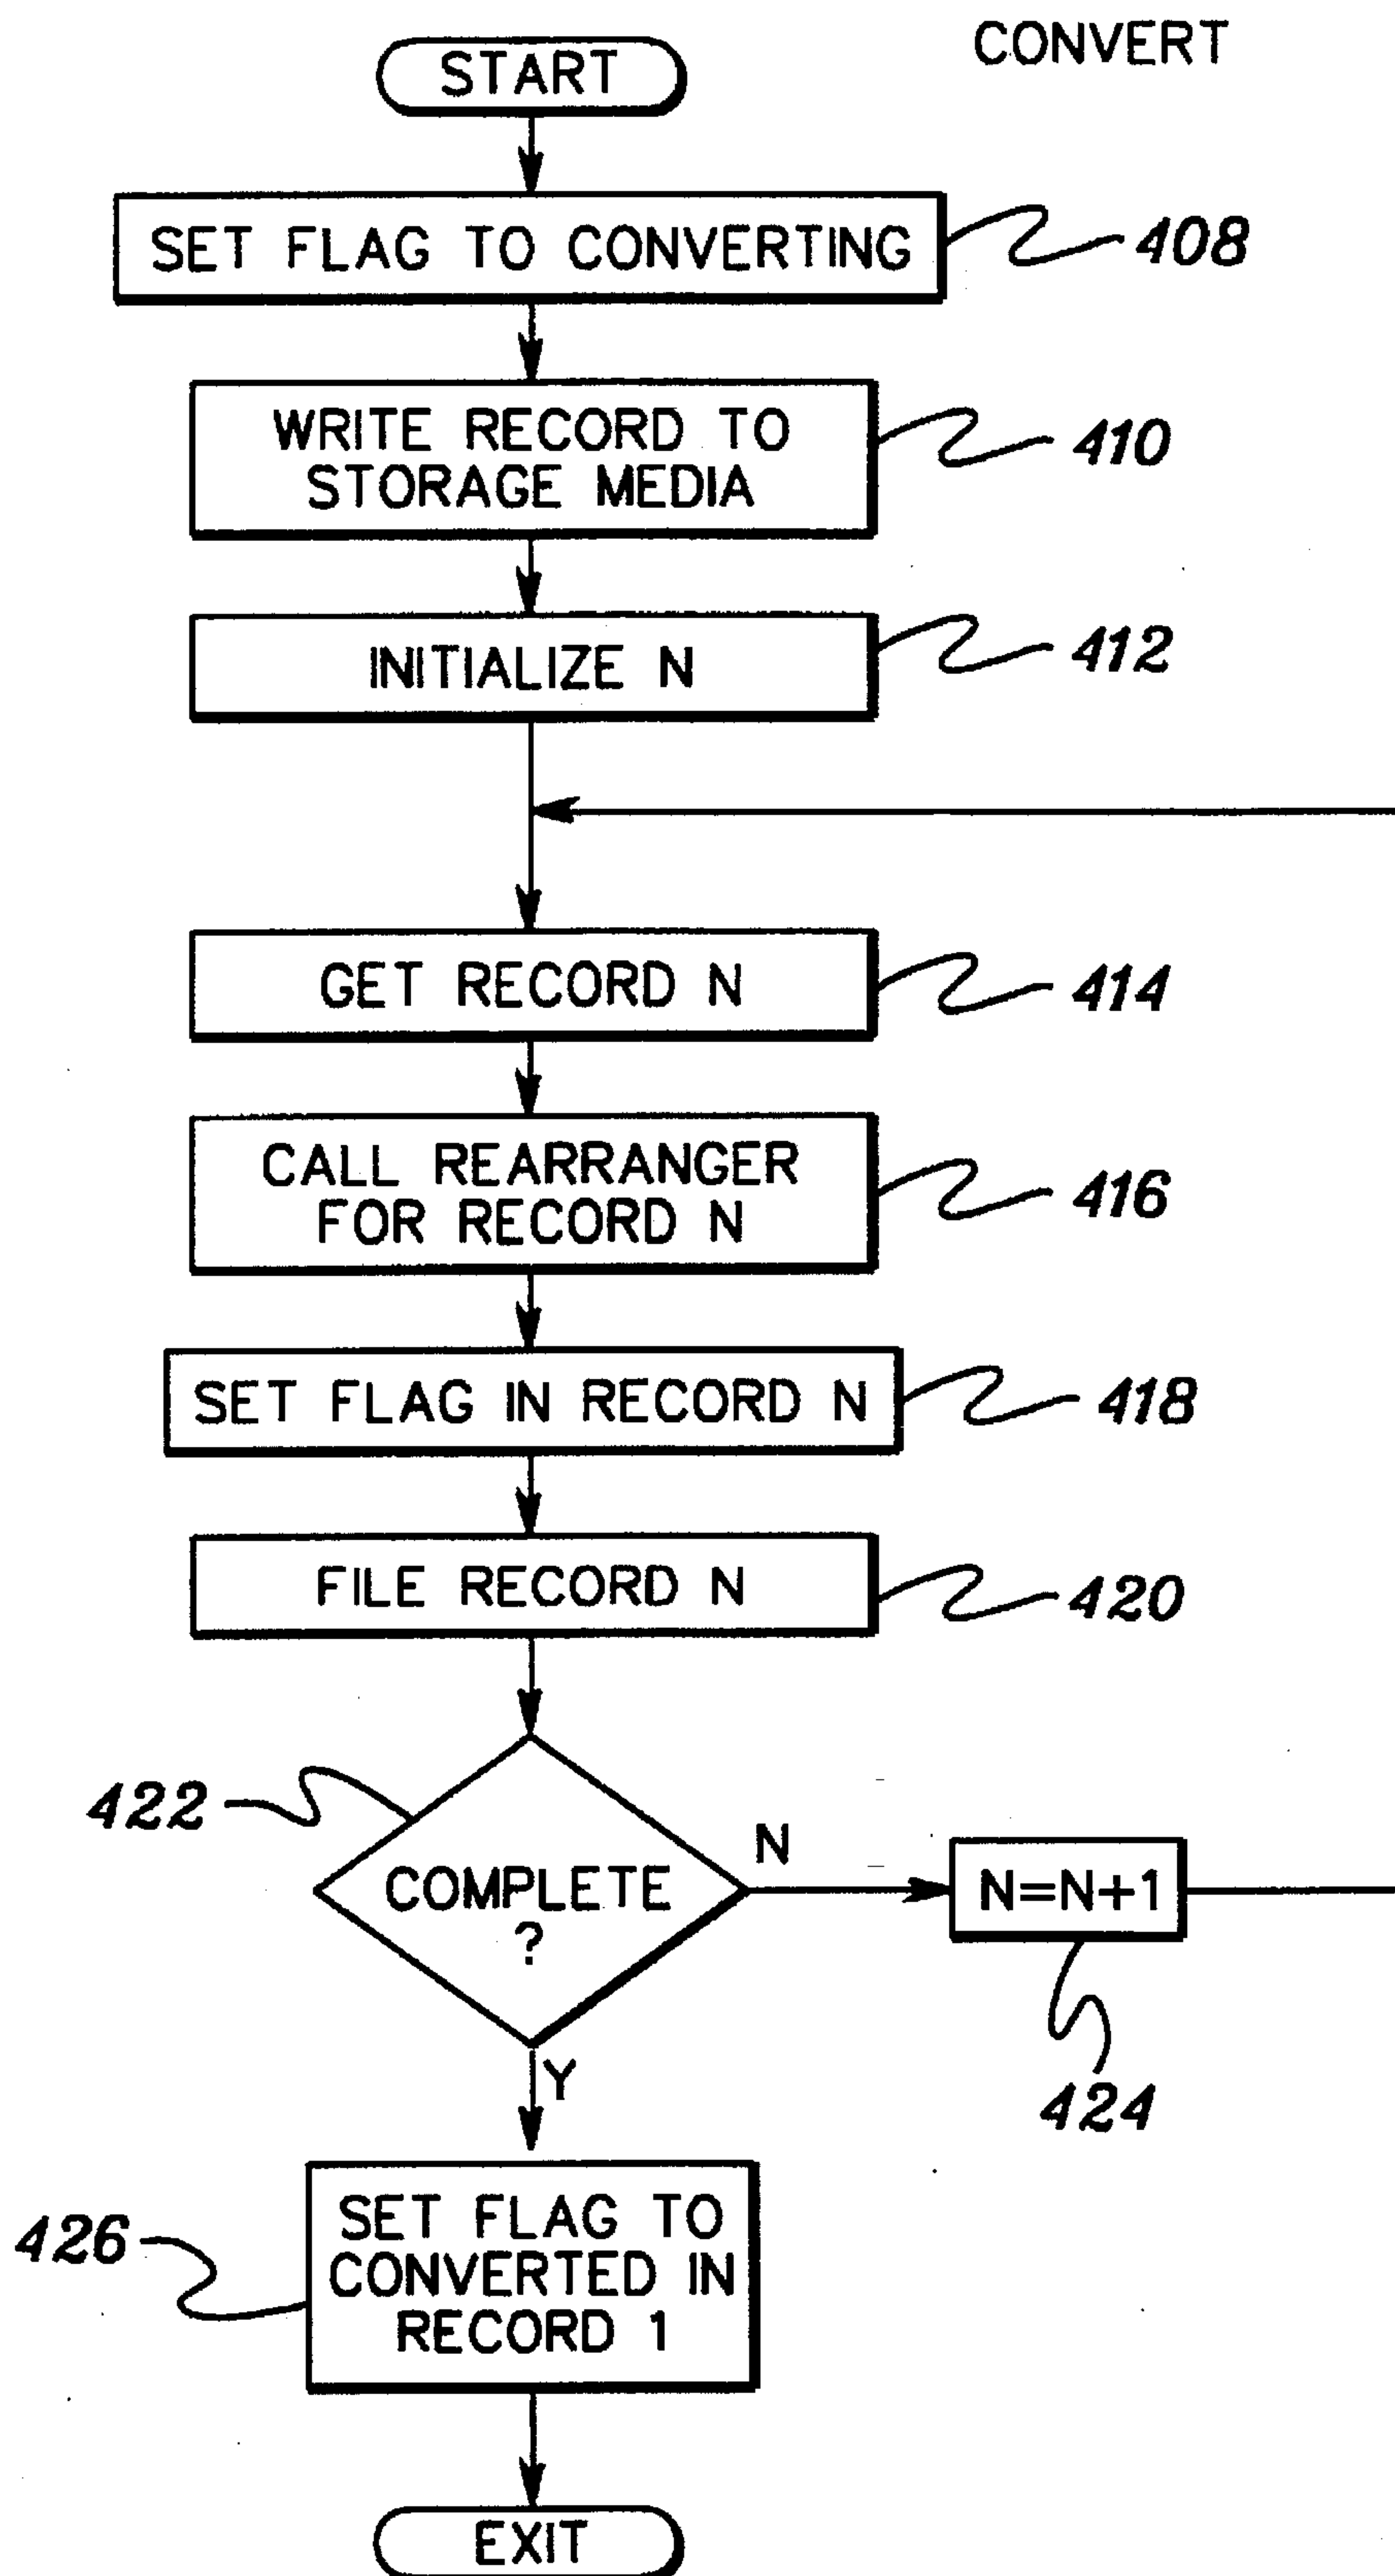 CONVERT
START
SET FLAG TO CONVERTING
408
WRITE RECORD TO
STORAGE MEDIA
410
INITIALIZE N
412
GET RECORD N
414
CALL REARRANGER
FOR RECORD N
416
SET FLAG IN RECORD N
418
FILE RECORD N
420
422
COMPLETE
?
N
N=N+1
424
Y
426
SET FLAG TO
CONVERTED IN
RECORD 1
EXIT